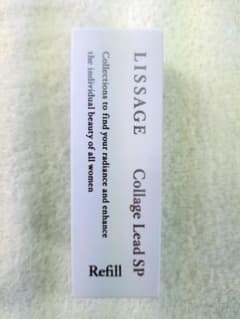 LISSAGE Collage Lead SP
Collections to find your radiance and enhance
the individual beauty of all women
Refill